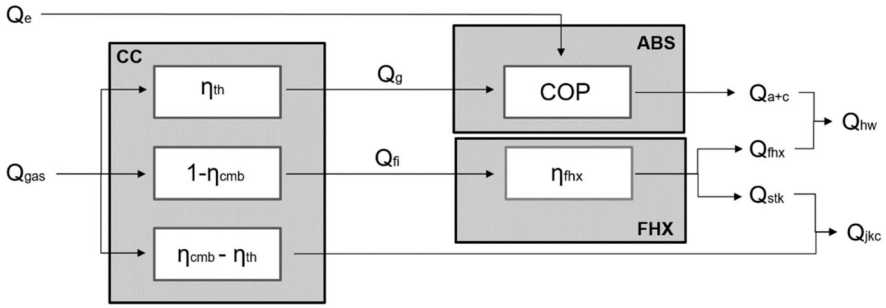 Qe
CC
ABS
ηth
Qg
COP
Qa+c
Qhw
Qgas
1-ηcmb
Qfi
ηfhx
Qfhx
Qstk
FHX
ηcmb - ηth
Qjkc